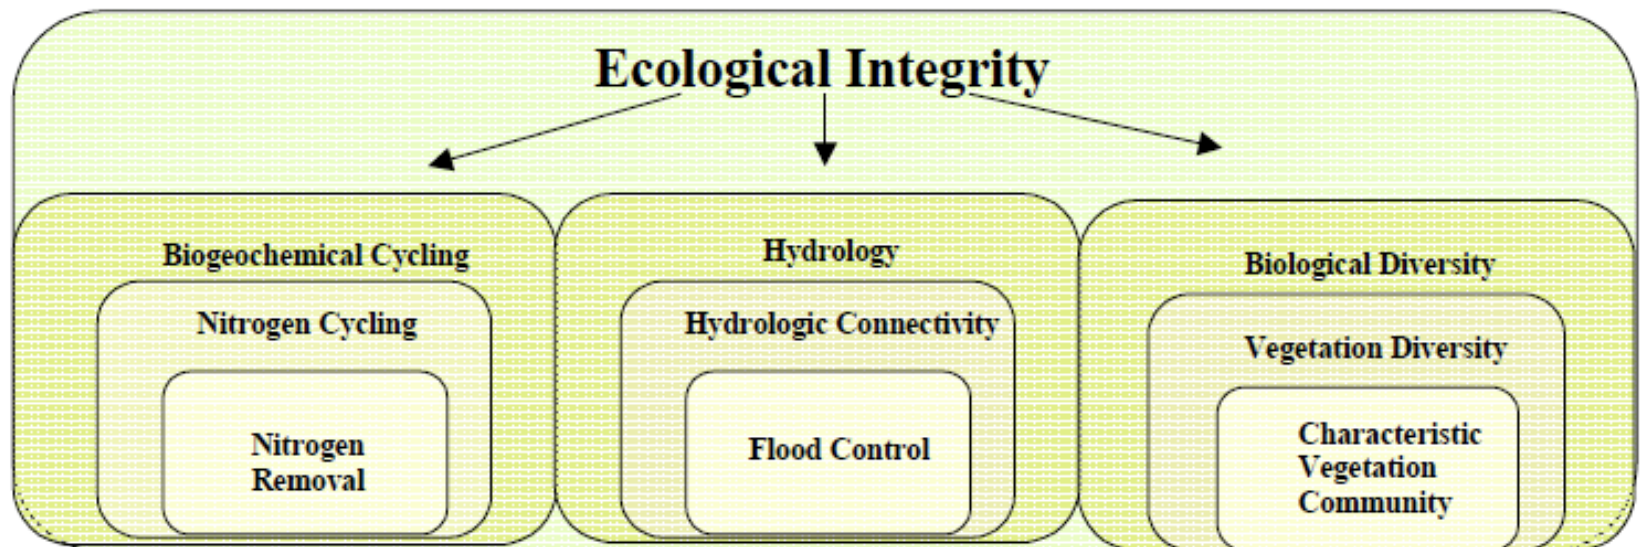 Ecological Integrity
Biogeochemical Cycling
Nitrogen Cycling
Nitrogen
Removal
Hydrology
Hydrologic Connectivity
Flood Control
Biological Diversity
Vegetation Diversity
Characteristic
Vegetation
Community